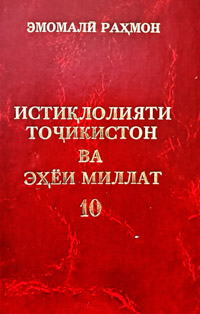 ЭМОМАЛӢ РАҲМОН
ИСТИҚЛОЛИЯТИ
ТОҶИКИСТОН
ВА
ЭҲЁИ МИЛЛАТ
10